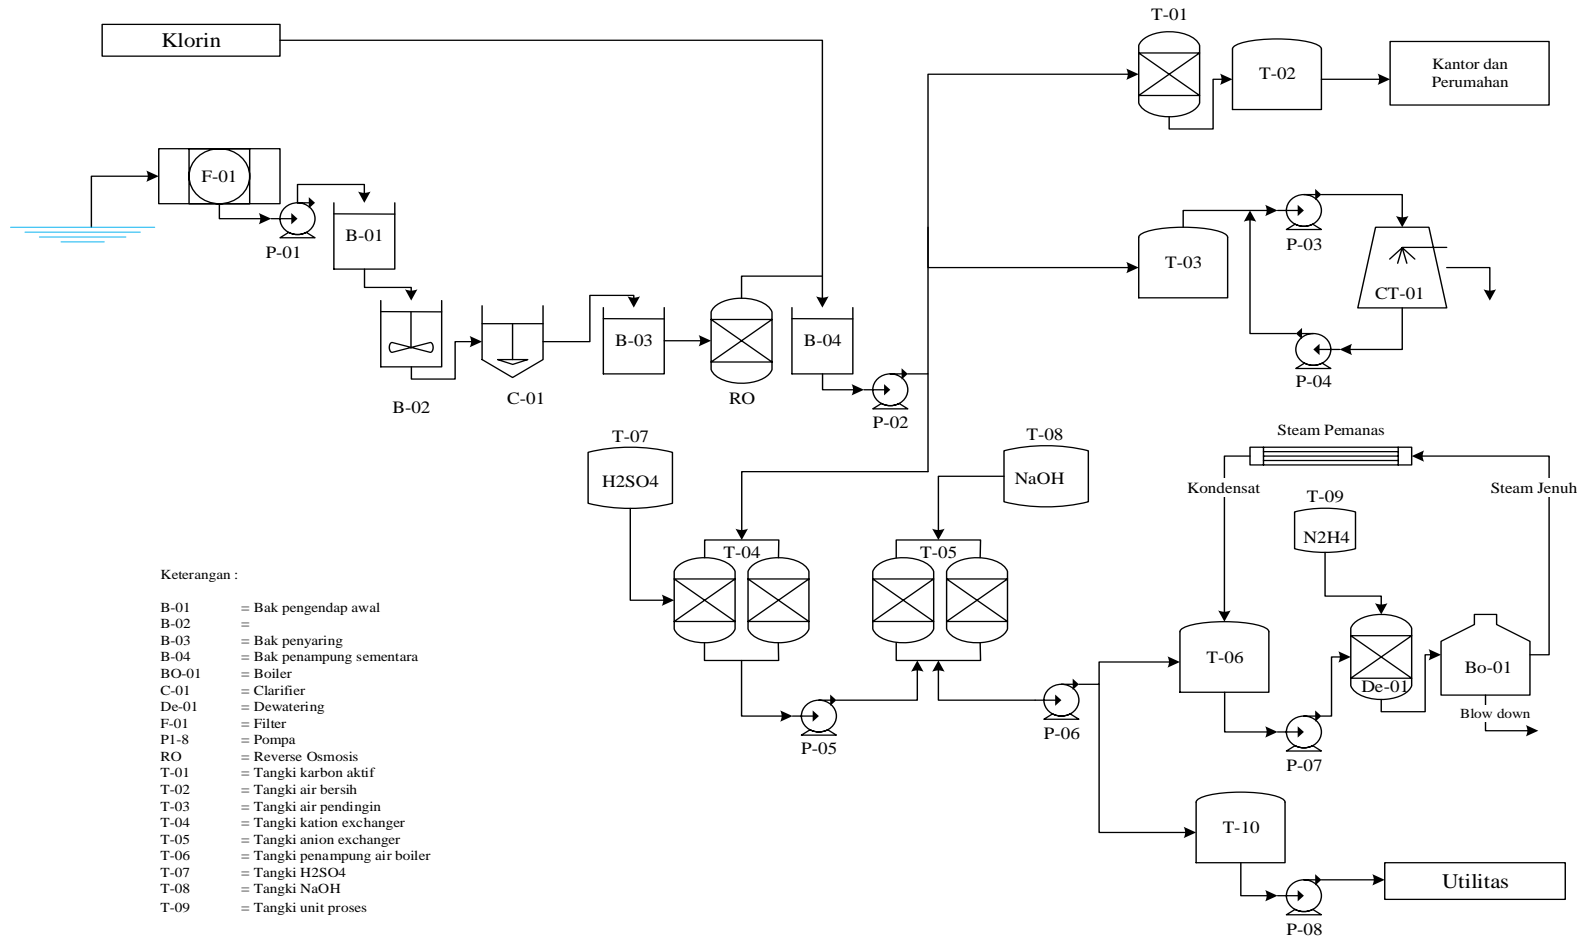 T-01
Klorin
T-02
Kantor dan
Perumahan
F-01
P-01
B-01
T-03
P-03
CT-01
P-04
B-02
C-01
B-03
RO
B-04
P-02
T-07
H2SO4
T-08
NaOH
Steam Pemanas
Kondensat
Steam Jenuh
T-09
N2H4
T-04
T-05
T-06
De-01
Bo-01
Blow down
P-05
P-06
P-07
T-10
P-08
Utilitas
Keterangan :
B-01 = Bak pengendap awal
B-02 =
B-03 = Bak penyaring
B-04 = Bak penampung sementara
BO-01 = Boiler
C-01 = Clarifier
De-01 = Dewatering
F-01 = Filter
P1-8 = Pompa
RO = Reverse Osmosis
T-01 = Tangki karbon aktif
T-02 = Tangki air bersih
T-03 = Tangki air pendingin
T-04 = Tangki kation exchanger
T-05 = Tangki anion exchanger
T-06 = Tangki penampung air boiler
T-07 = Tangki H2SO4
T-08 = Tangki NaOH
T-09 = Tangki unit proses